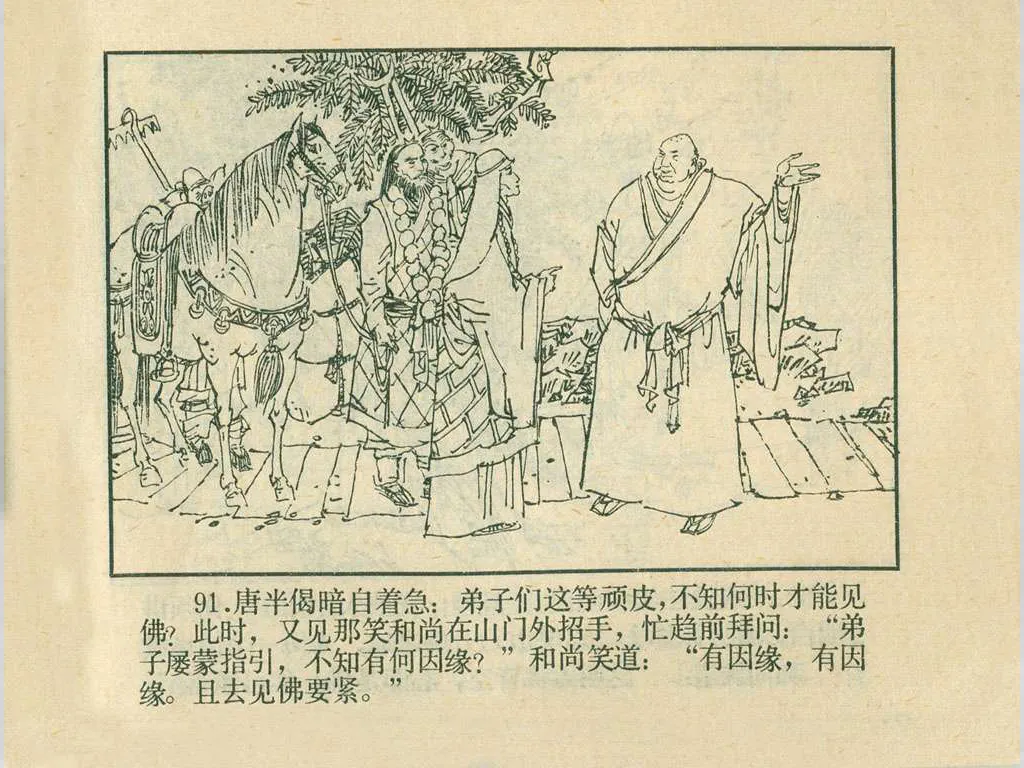 91.唐半偈暗自着急：弟子们这等顽皮，不知何时才能见
佛？此时，又见那笑和尚在山门外招手，忙趋前拜问：“弟
子屡蒙指引，不知有何因缘？”和尚笑道：“有因缘，有因
缘。且去见佛要紧。”